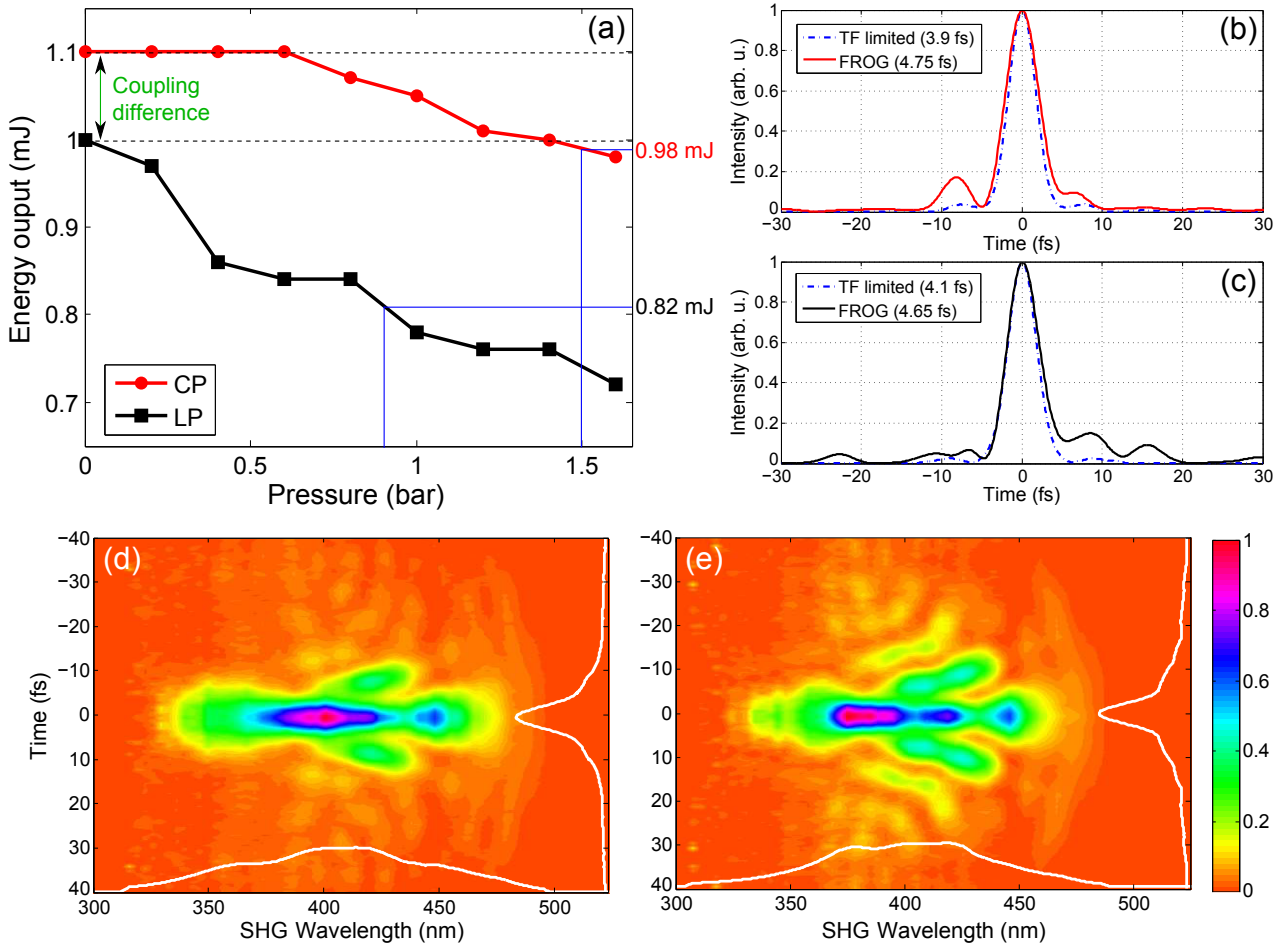 (a)
1.1
1
0.9
0.8
0.7
Energy ouput (mJ)
Coupling
difference
0.98 mJ
0.82 mJ
CP
LP
0 0.5 1 1.5
Pressure (bar)
(b)
TF limited (3.9 fs)
FROG (4.75 fs)
1
0.8
0.6
0.4
0.2
0
Intensity (arb. u.)
−30 −20 −10 0 10 20 30
Time (fs)
(c)
TF limited (4.1 fs)
FROG (4.65 fs)
1
0.8
0.6
0.4
0.2
0
Intensity (arb. u.)
−30 −20 −10 0 10 20 30
Time (fs)
(d)
−40
−30
−20
−10
0
10
20
30
40
Time (fs)
300 350 400 450 500
SHG Wavelength (nm)
(e)
−40
−30
−20
−10
0
10
20
30
40
300 350 400 450 500
SHG Wavelength (nm)
1
0.8
0.6
0.4
0.2
0